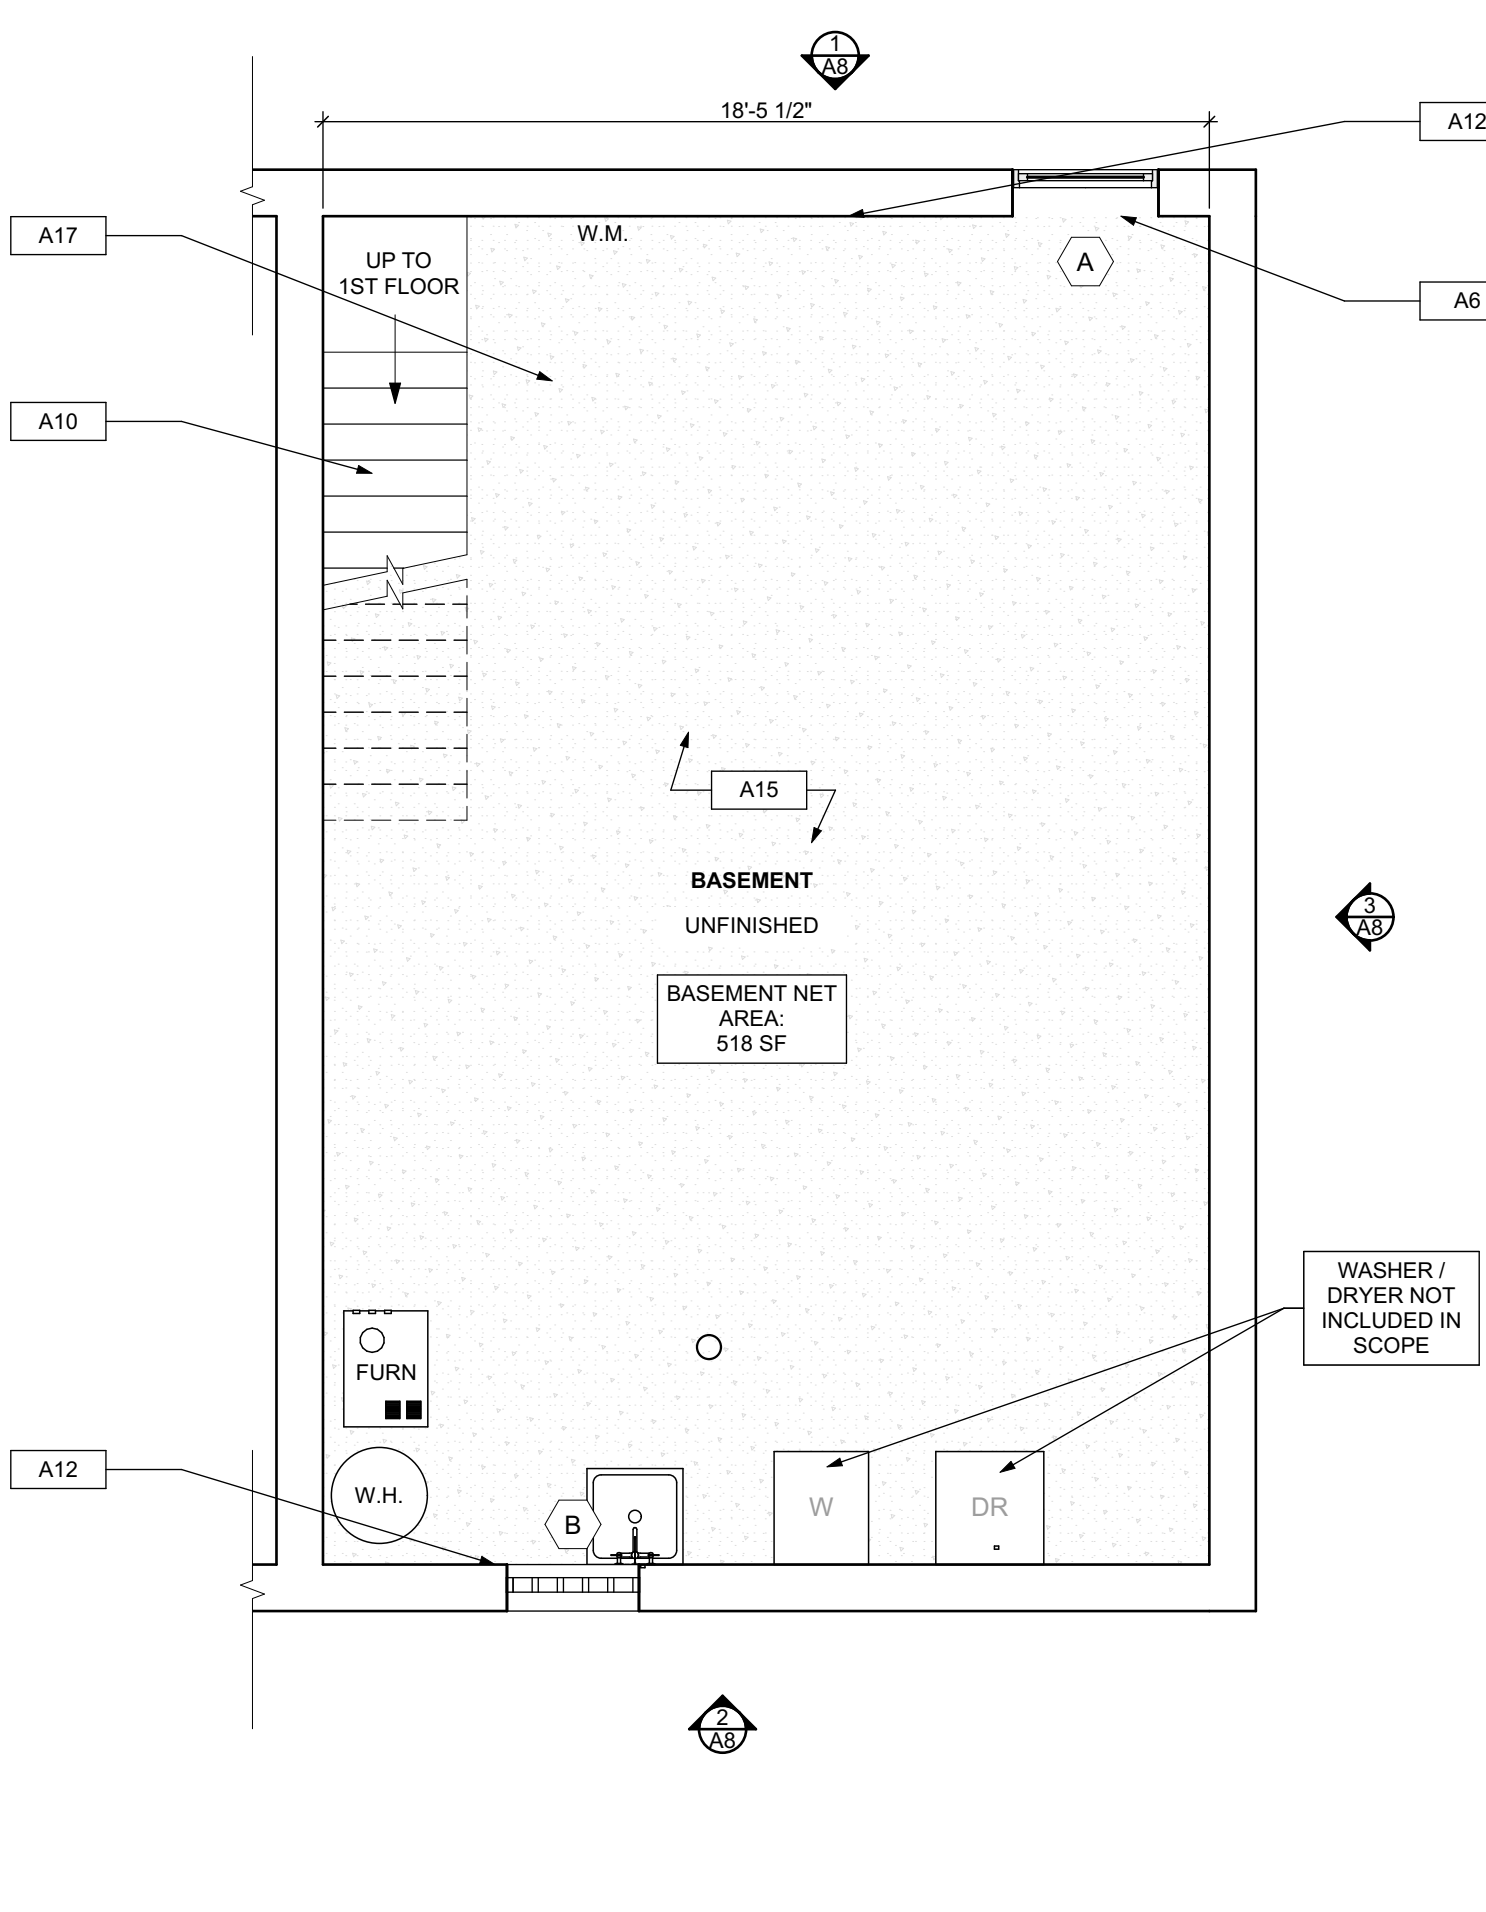 1
A8
18'-5 1/2"
A12
A17
W.M.
UP TO
1ST FLOOR
A
A6
A10
A15
BASEMENT
UNFINISHED
3
A8
BASEMENT NET
AREA:
518 SF
WASHER /
DRYER NOT
INCLUDED IN
SCOPE
FURN
A12
W.H.
B
W
DR
2
A8